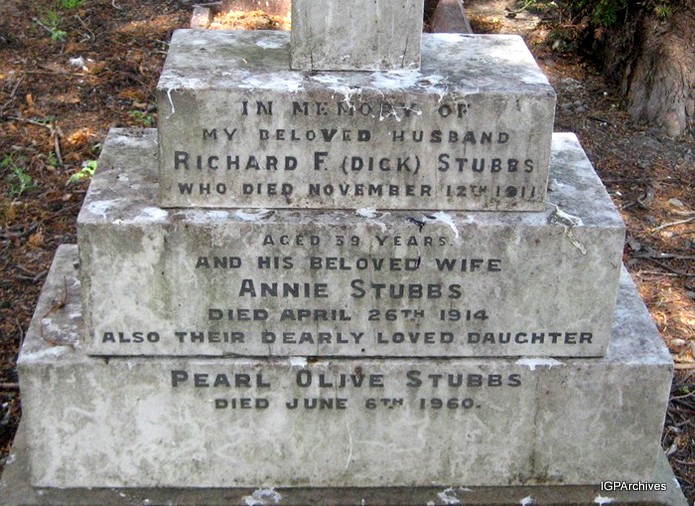 IN MEMORY OF
MY BELOVED HUSBAND
RICHARD F. (DICK) STUBBS
WHO DIED NOVEMBER 12TH 1911
AGED 39 YEARS.
AND HIS BELOVED WIFE
ANNIE STUBBS
DIED APRIL 26TH 1914
ALSO THEIR DEARLY LOVED DAUGHTER
PEARL OLIVE STUBBS
DIED JUNE 6TH 1960.
IGPArchives